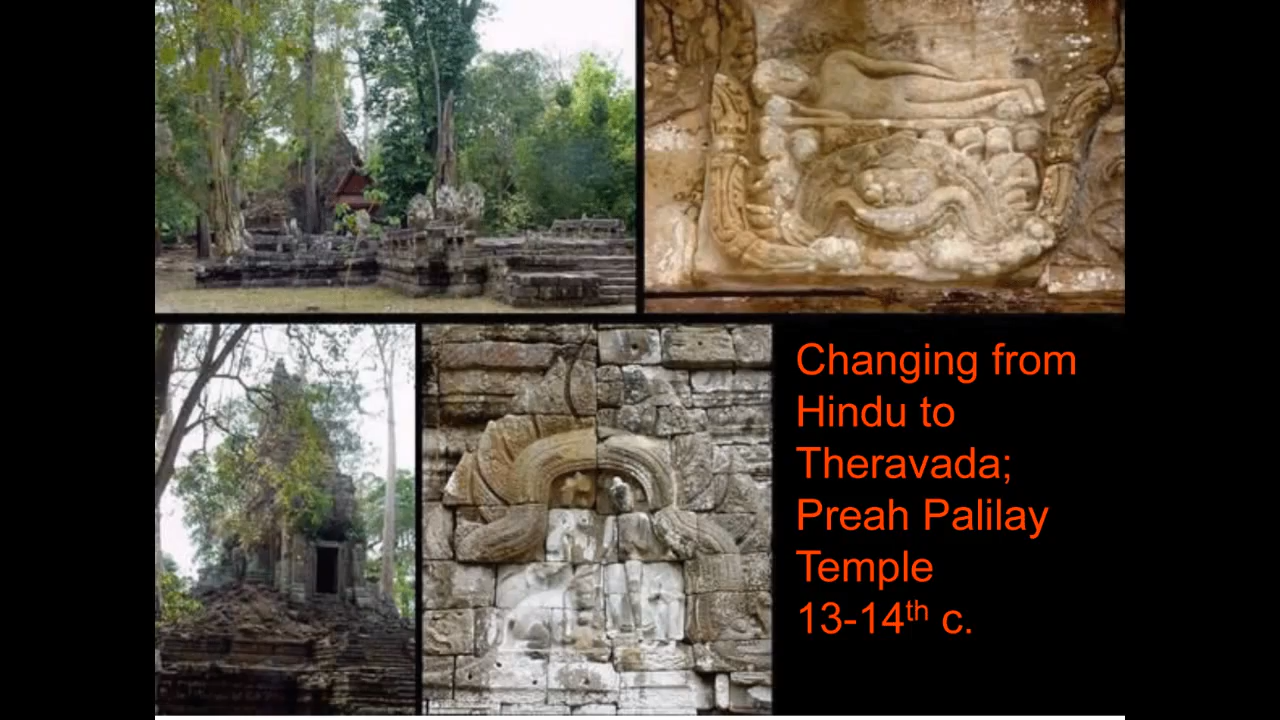 Changing from
Hindu to
Theravada;
Preah Palilay
Temple
13-14th c.